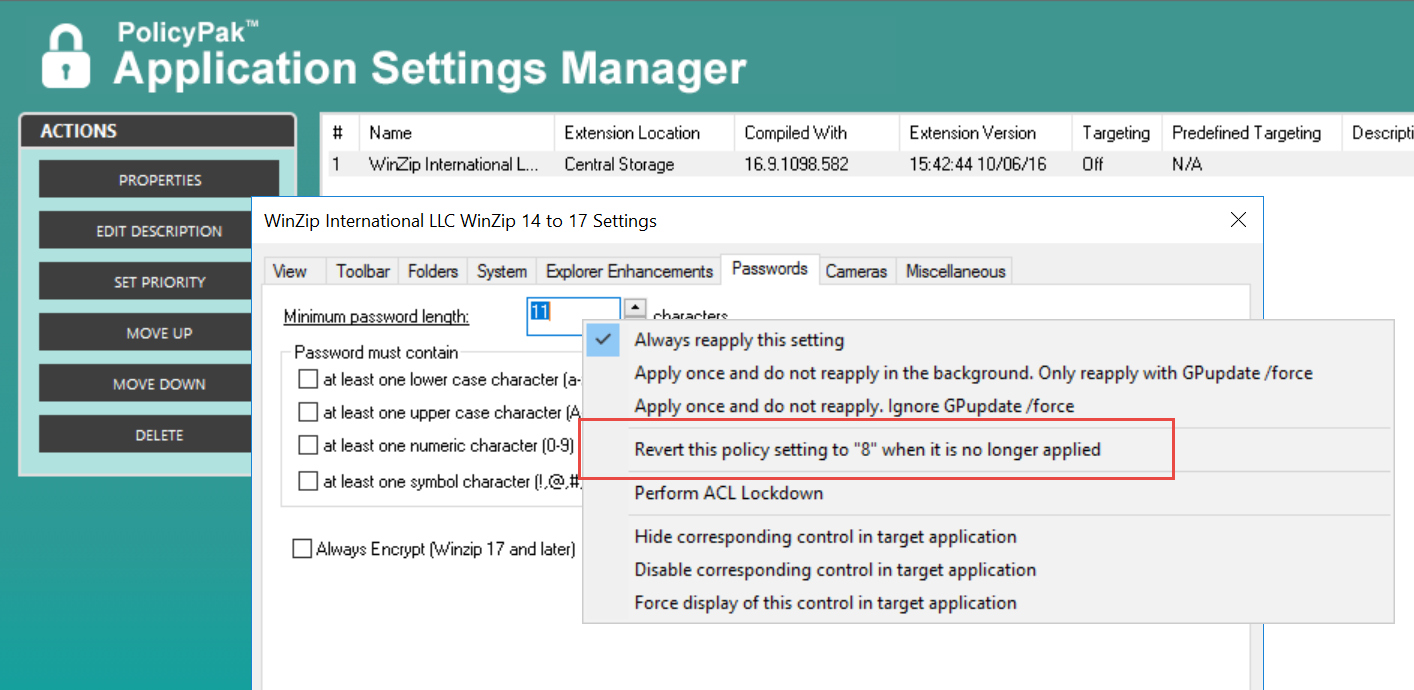 PolicyPak™
Application Settings Manager
ACTIONS
PROPERTIES
EDIT DESCRIPTION
SET PRIORITY
MOVE UP
MOVE DOWN
DELETE
# Name Extension Location Compiled With Extension Version Targeting Predefined Targeting Descripti
1 WinZip International L... Central Storage 16.9.1098.582 15:42:44 10/06/16 Off N/A
WinZip International LLC WinZip 14 to 17 Settings
View Toolbar Folders System Explorer Enhancements Passwords Cameras Miscellaneous
Minimum password length: 11 characters
Password must contain
at least one lower case character (a-
at least one upper case character (A
at least one numeric character (0-9)
at least one symbol character (!,@,#,
Always Encrypt (Winzip 17 and later)
Always reapply this setting
Apply once and do not reapply in the background. Only reapply with GPupdate /force
Apply once and do not reapply. Ignore GPupdate /force
Revert this policy setting to "8" when it is no longer applied
Perform ACL Lockdown
Hide corresponding control in target application
Disable corresponding control in target application
Force display of this control in target application